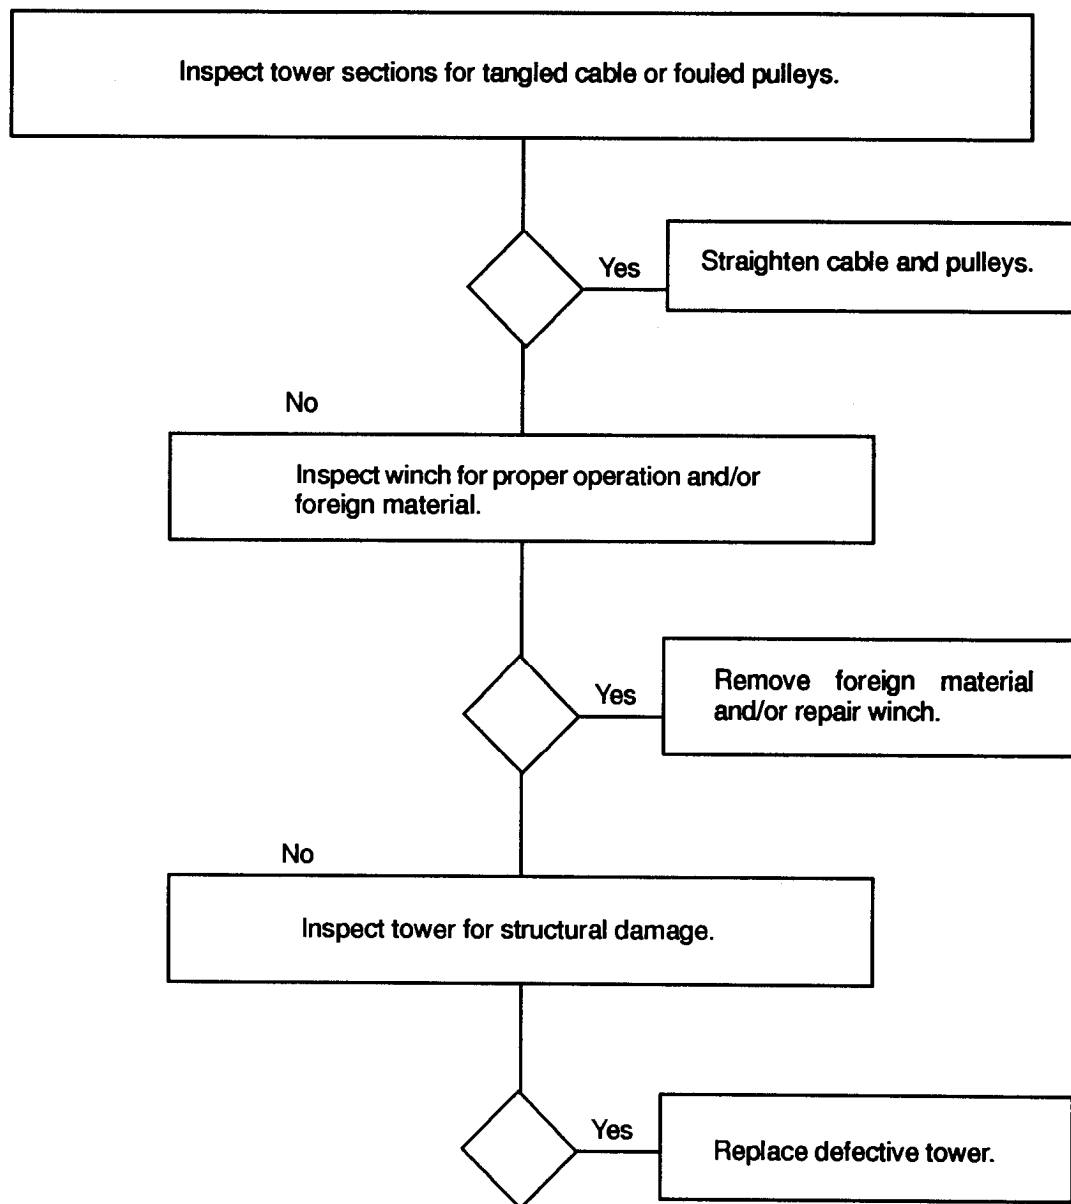 Inspect tower sections for tangled cable or fouled pulleys.
Yes
Straighten cable and pulleys.
No
Inspect winch for proper operation and/or
foreign material.
Yes
Remove foreign material
and/or repair winch.
No
Inspect tower for structural damage.
Yes
Replace defective tower.